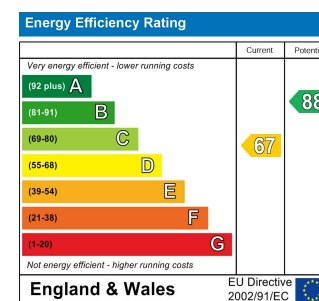 Energy Efficiency Rating
Current Potenti
Very energy efficient - lower running costs
(92 plus) A
(81-91) B
88
(69-80) C
67
(55-68) D
(39-54) E
(21-38) F
(1-20) G
Not energy efficient - higher running costs
England & Wales
EU Directive
2002/91/EC